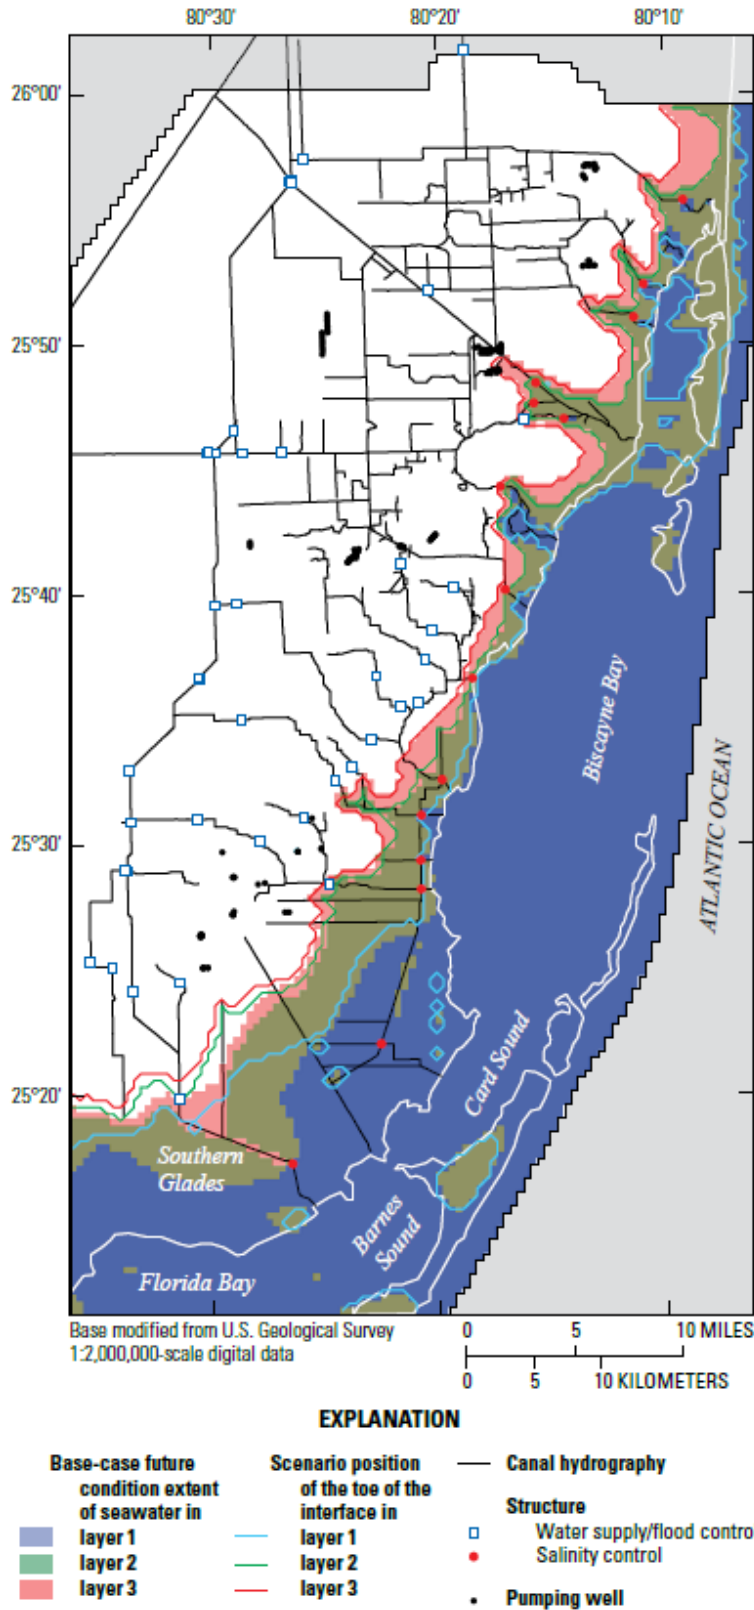 80°30' 80°20' 80°10'
26°00'
25°50'
25°40'
25°30'
25°20'
Biscayne Bay
ATLANTIC OCEAN
Card Sound
Southern
Glades
Barnes
Sound
Florida Bay
Base modified from U.S. Geological Survey
1:2,000,000-scale digital data
0 5 10 MILES
0 5 10 KILOMETERS
EXPLANATION
Base-case future
condition extent
of seawater in
layer 1
layer 2
layer 3
Scenario position
of the toe of the
interface in
layer 1
layer 2
layer 3
Canal hydrography
Structure
Water supply/flood contro
Salinity control
Pumping well